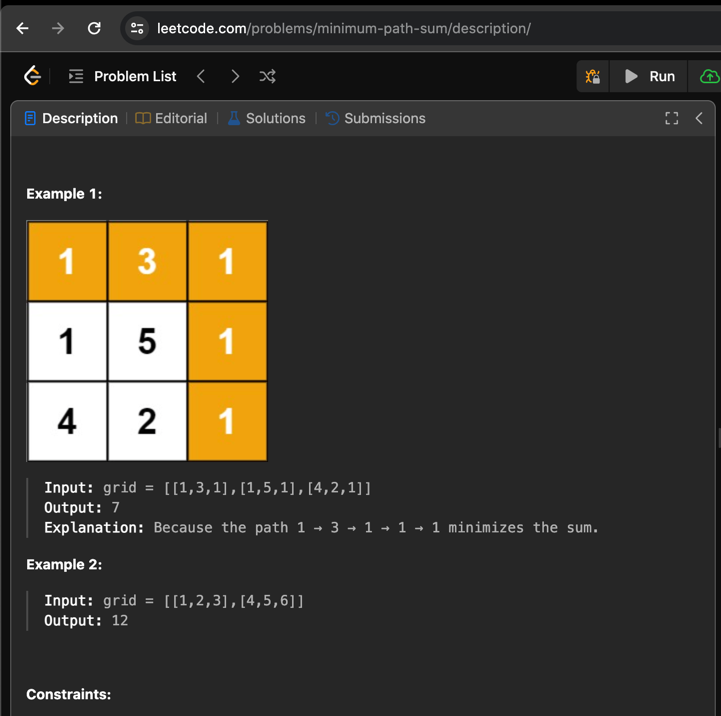 leetcode.com/problems/minimum-path-sum/description/
Problem List Run
Description Editorial Solutions Submissions
Example 1:
1 3 1
1 5 1
4 2 1
Input: grid = [[1,3,1],[1,5,1],[4,2,1]]
Output: 7
Explanation: Because the path 1 → 3 → 1 → 1 → 1 minimizes the sum.
Example 2:
Input: grid = [[1,2,3],[4,5,6]]
Output: 12
Constraints: